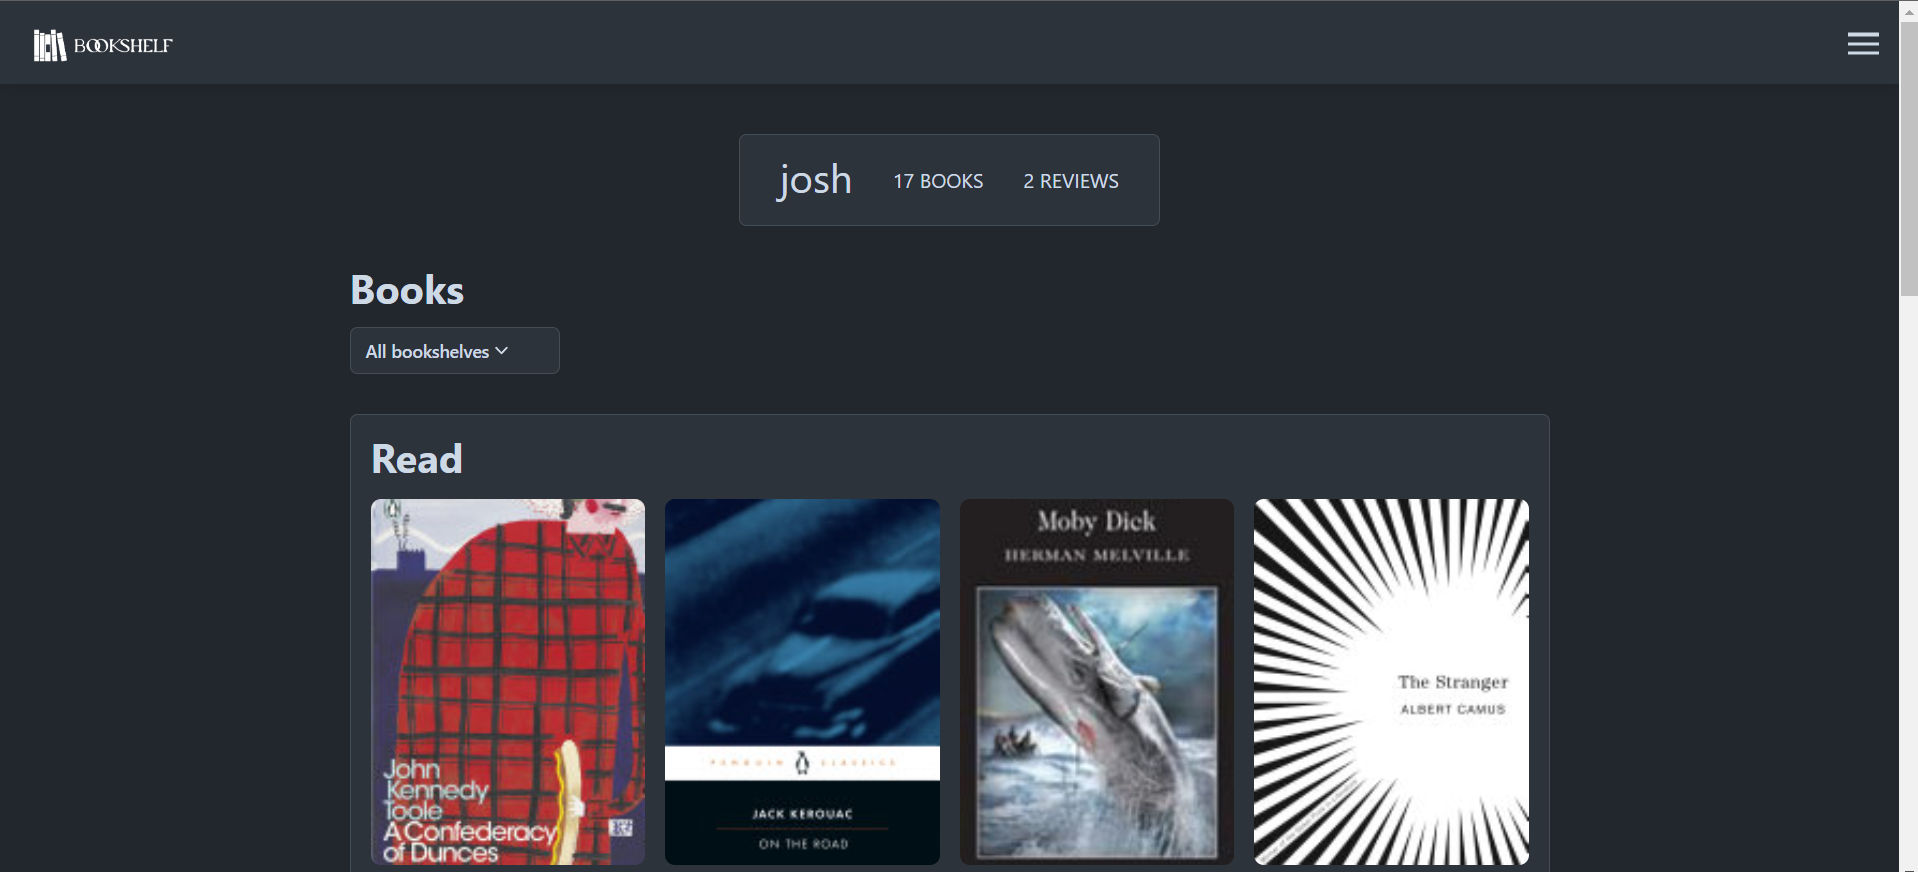 BOOKSHELF
josh
17 BOOKS
2 REVIEWS
Books
All bookshelves
Read
John
Kennedy
Toole
A Confederacy
of Dunces
PENGUIN CLASSICS
JACK KEROUAC
ON THE ROAD
Moby Dick
HERMAN MELVILLE
The Stranger
ALBERT CAMUS